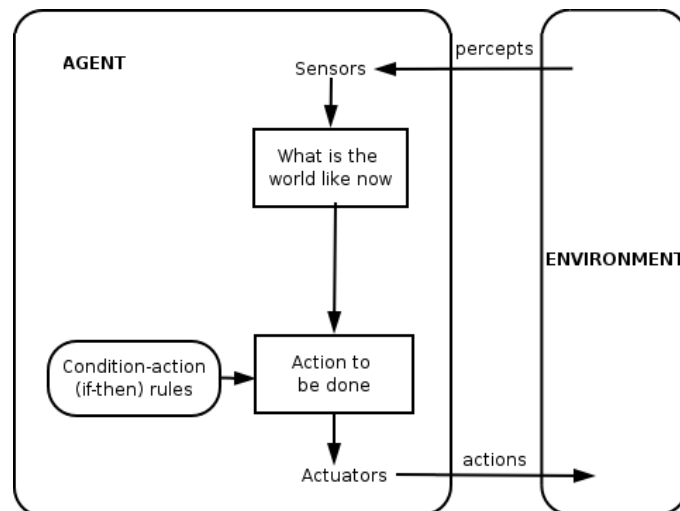 AGENT
Sensors
percepts
What is the
world like now
ENVIRONMENT
Condition-action
(if-then) rules
Action to
be done
Actuators
actions